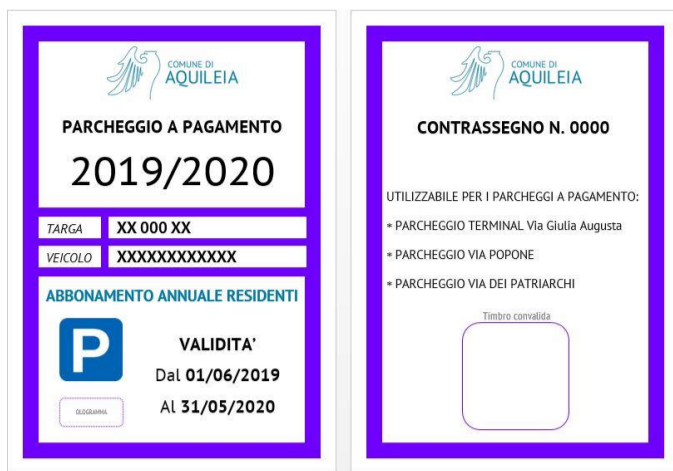 COMUNE DI
AQUILEIA
PARCHEGGIO A PAGAMENTO
2019/2020
TARGA XX 000 XX
VEICOLO XXXXXXXXXXXX
ABBONAMENTO ANNUALE RESIDENTI
P
VALIDITA'
Dal 01/06/2019
Al 31/05/2020
OLOGRAMMA
COMUNE DI
AQUILEIA
CONTRASSEGNO N. 0000
UTILIZZABILE PER I PARCHEGGI A PAGAMENTO:
* PARCHEGGIO TERMINAL Via Giulia Augusta
* PARCHEGGIO VIA POPONE
* PARCHEGGIO VIA DEI PATRIARCHI
Timbro convalida